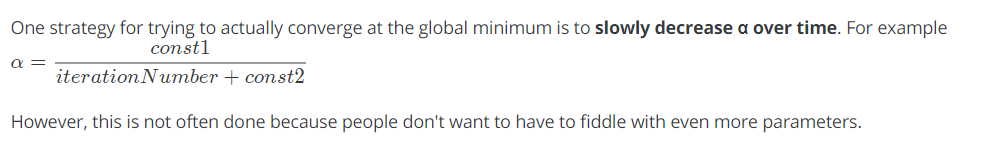 One strategy for trying to actually converge at the global minimum is to slowly decrease α over time. For example
α = const1 / iterationNumber + const2
However, this is not often done because people don't want to have to fiddle with even more parameters.